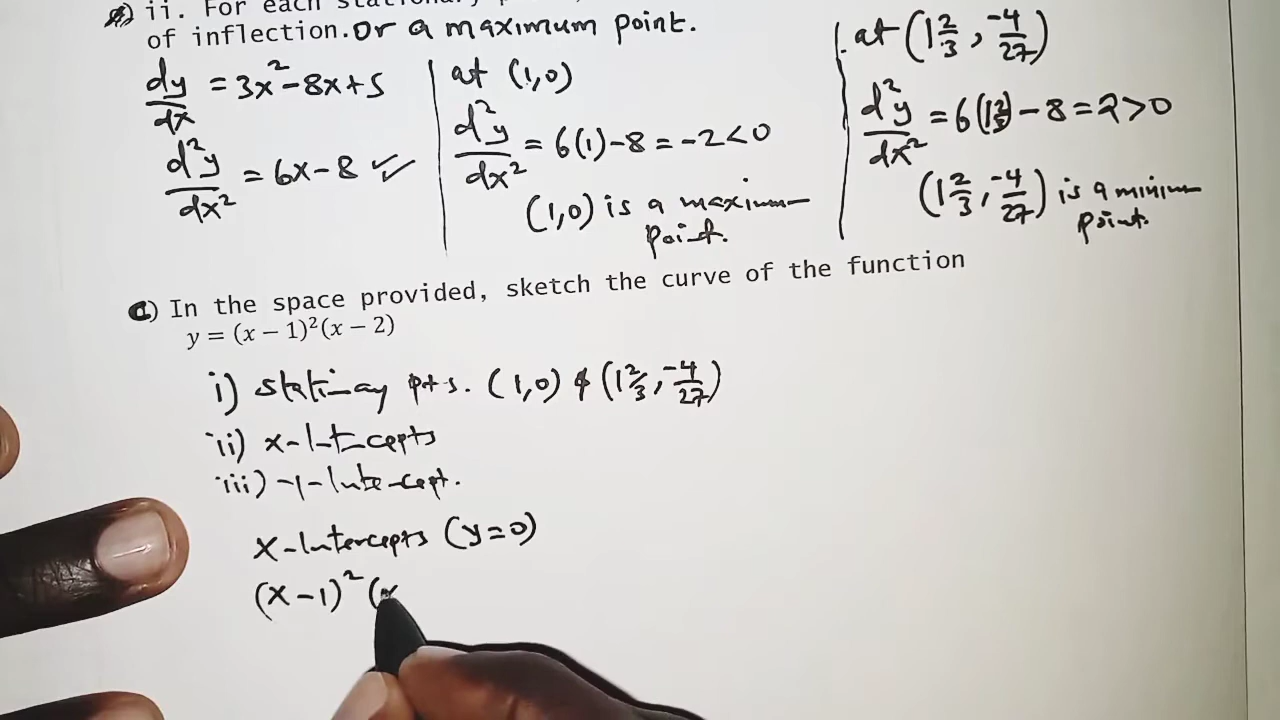 ii. For each stationary
of inflection. Or a maximum point.
dy/dx = 3x²-8x+5
d²y/dx² = 6x-8 ✓
at (1,0)
d²y/dx² = 6(1)-8 = -2<0
(1,0) is a maximum
point.
at (1 2/3, -4/27)
d²y/dx² = 6(1 2/3)-8 = 2>0
(1 2/3, -4/27) is a minimum
point.
c) In the space provided, sketch the curve of the function
y = (x − 1)²(x − 2)
i) stationay pts. (1,0) & (1 2/3, -4/27)
ii) x-Intcepts
iii) y-Intercept.
x-Intercepts (y=0)
(x-1)² (x